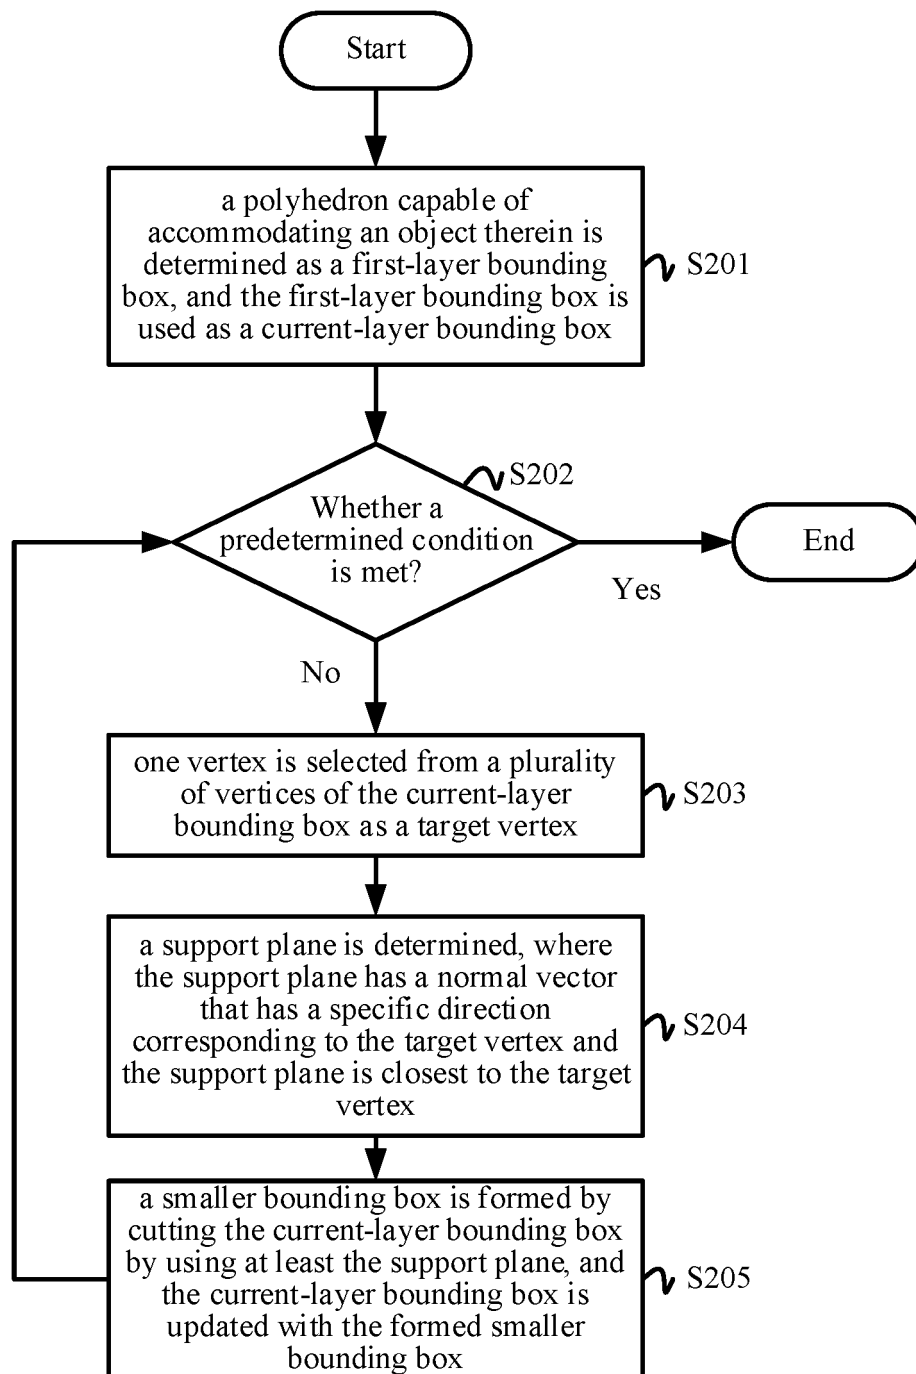 Start
a polyhedron capable of
accommodating an object therein is
determined as a first-layer bounding
box, and the first-layer bounding box is
used as a current-layer bounding box
S201
S202
Whether a
predetermined condition
is met?
End
Yes
No
one vertex is selected from a plurality
of vertices of the current-layer
bounding box as a target vertex
S203
a support plane is determined, where
the support plane has a normal vector
that has a specific direction
corresponding to the target vertex and
the support plane is closest to the target
vertex
S204
a smaller bounding box is formed by
cutting the current-layer bounding box
by using at least the support plane, and
the current-layer bounding box is
updated with the formed smaller
bounding box
S205